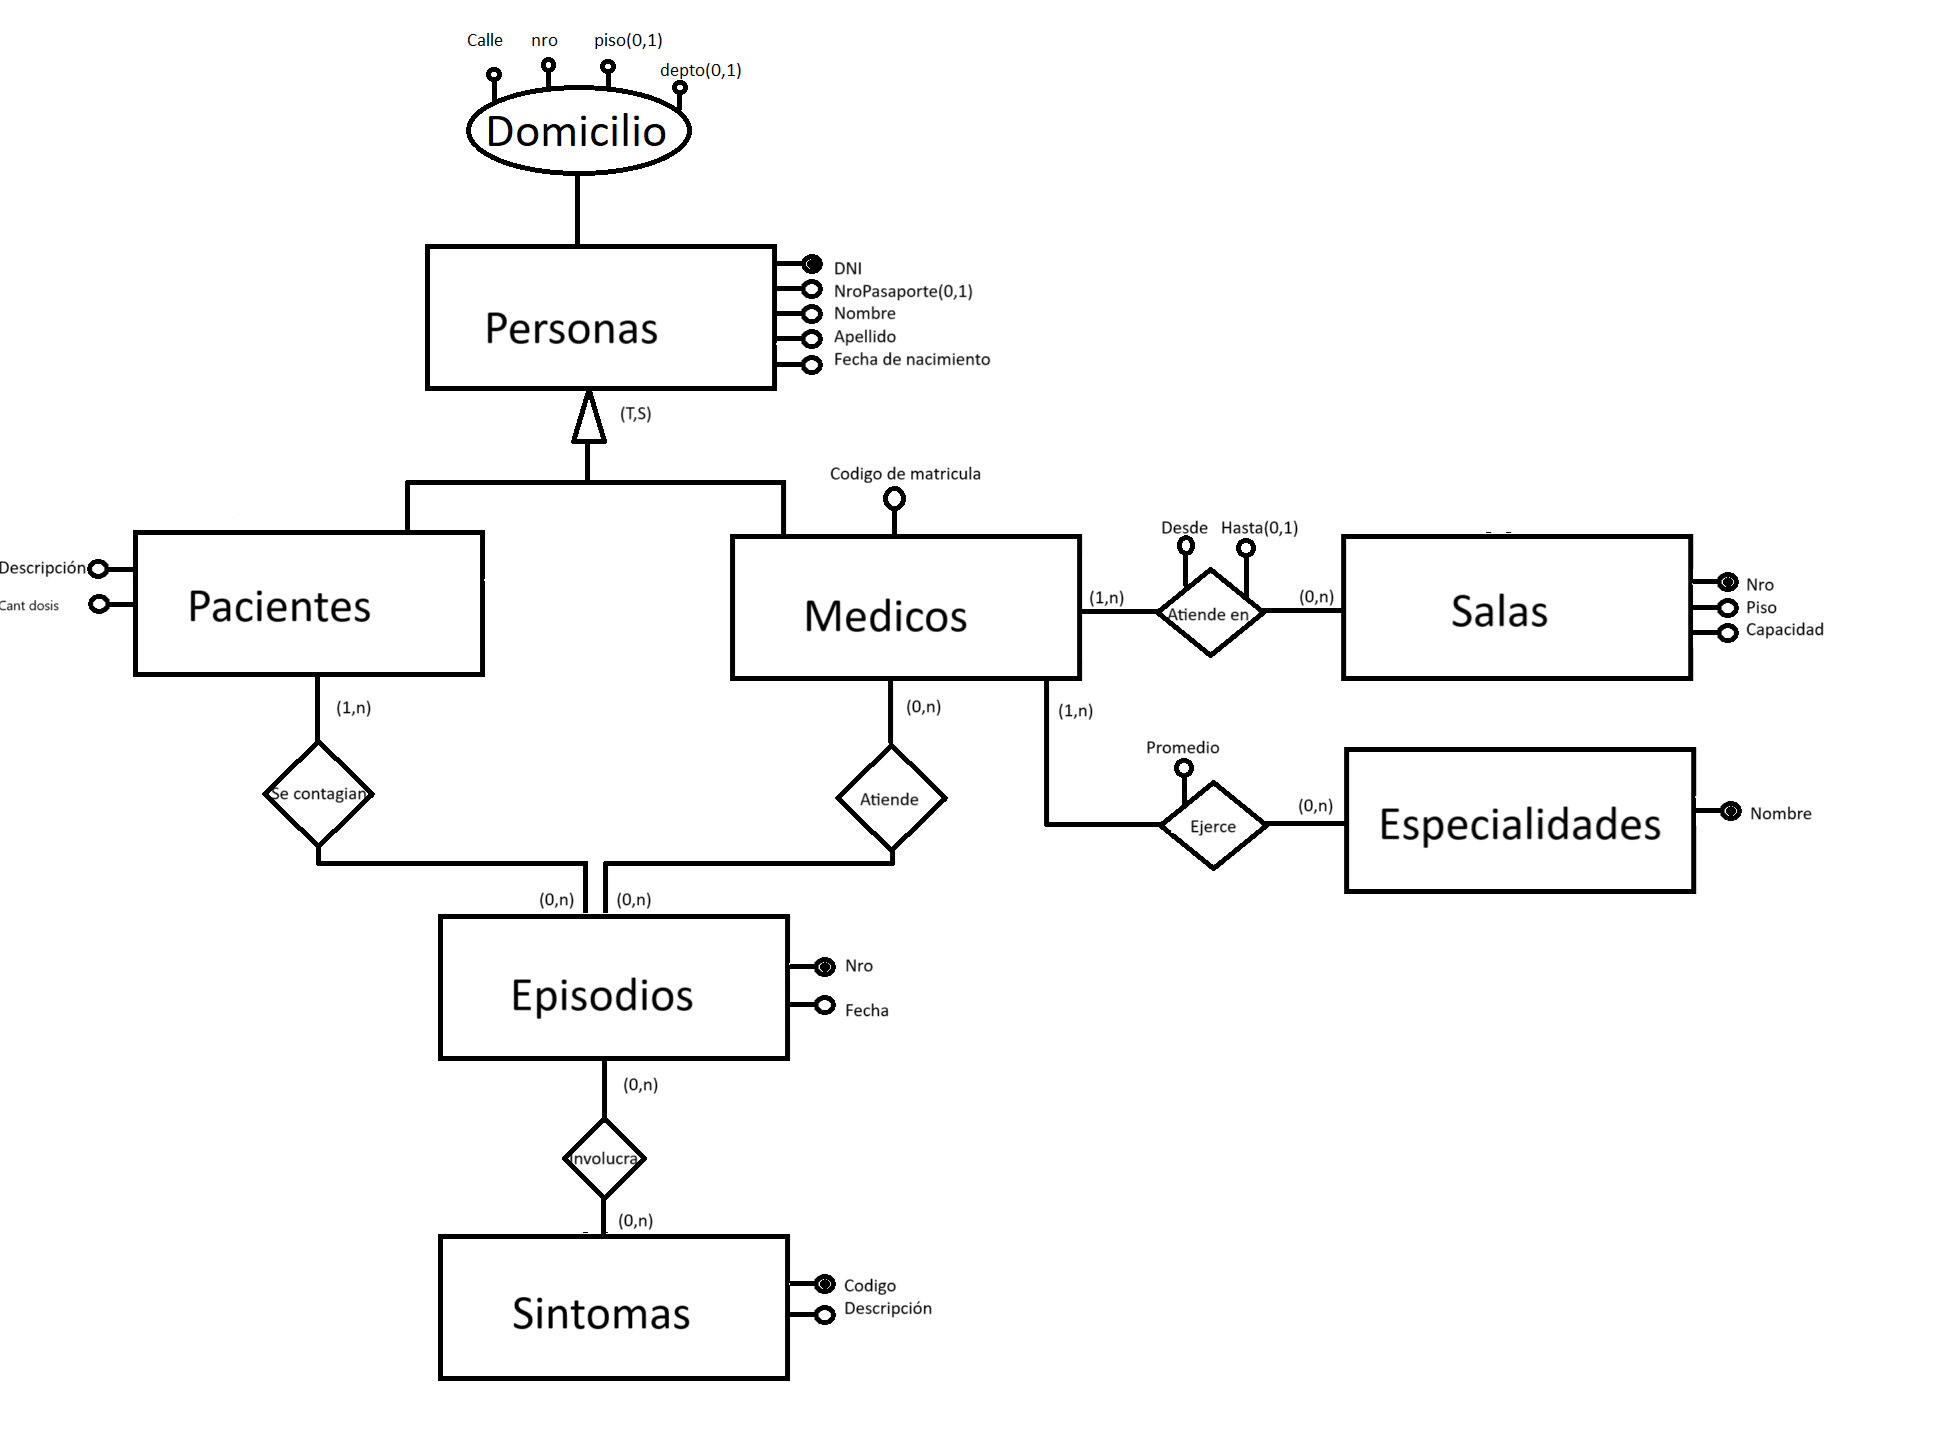 Calle
nro
piso(0,1)
depto(0,1)
Domicilio
Personas
DNI
NroPasaporte(0,1)
Nombre
Apellido
Fecha de nacimiento
(T,S)
Codigo de matricula
Descripción
Cant dosis
Pacientes
Medicos
(1,n)
Desde
Hasta(0,1)
Atiende en
(0,n)
Salas
Nro
Piso
Capacidad
(1,n)
(0,n)
(1,n)
Se contagian
Atiende
Promedio
Ejerce
(0,n)
Especialidades
Nombre
(0,n)
(0,n)
Episodios
Nro
Fecha
(0,n)
Involucra
(0,n)
Sintomas
Codigo
Descripción